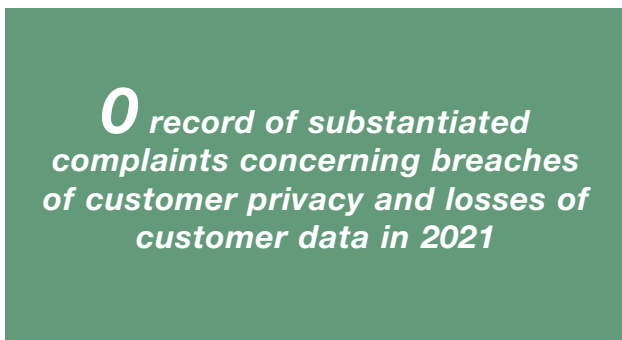 0 record of substantiated
complaints concerning breaches
of customer privacy and losses of
customer data in 2021